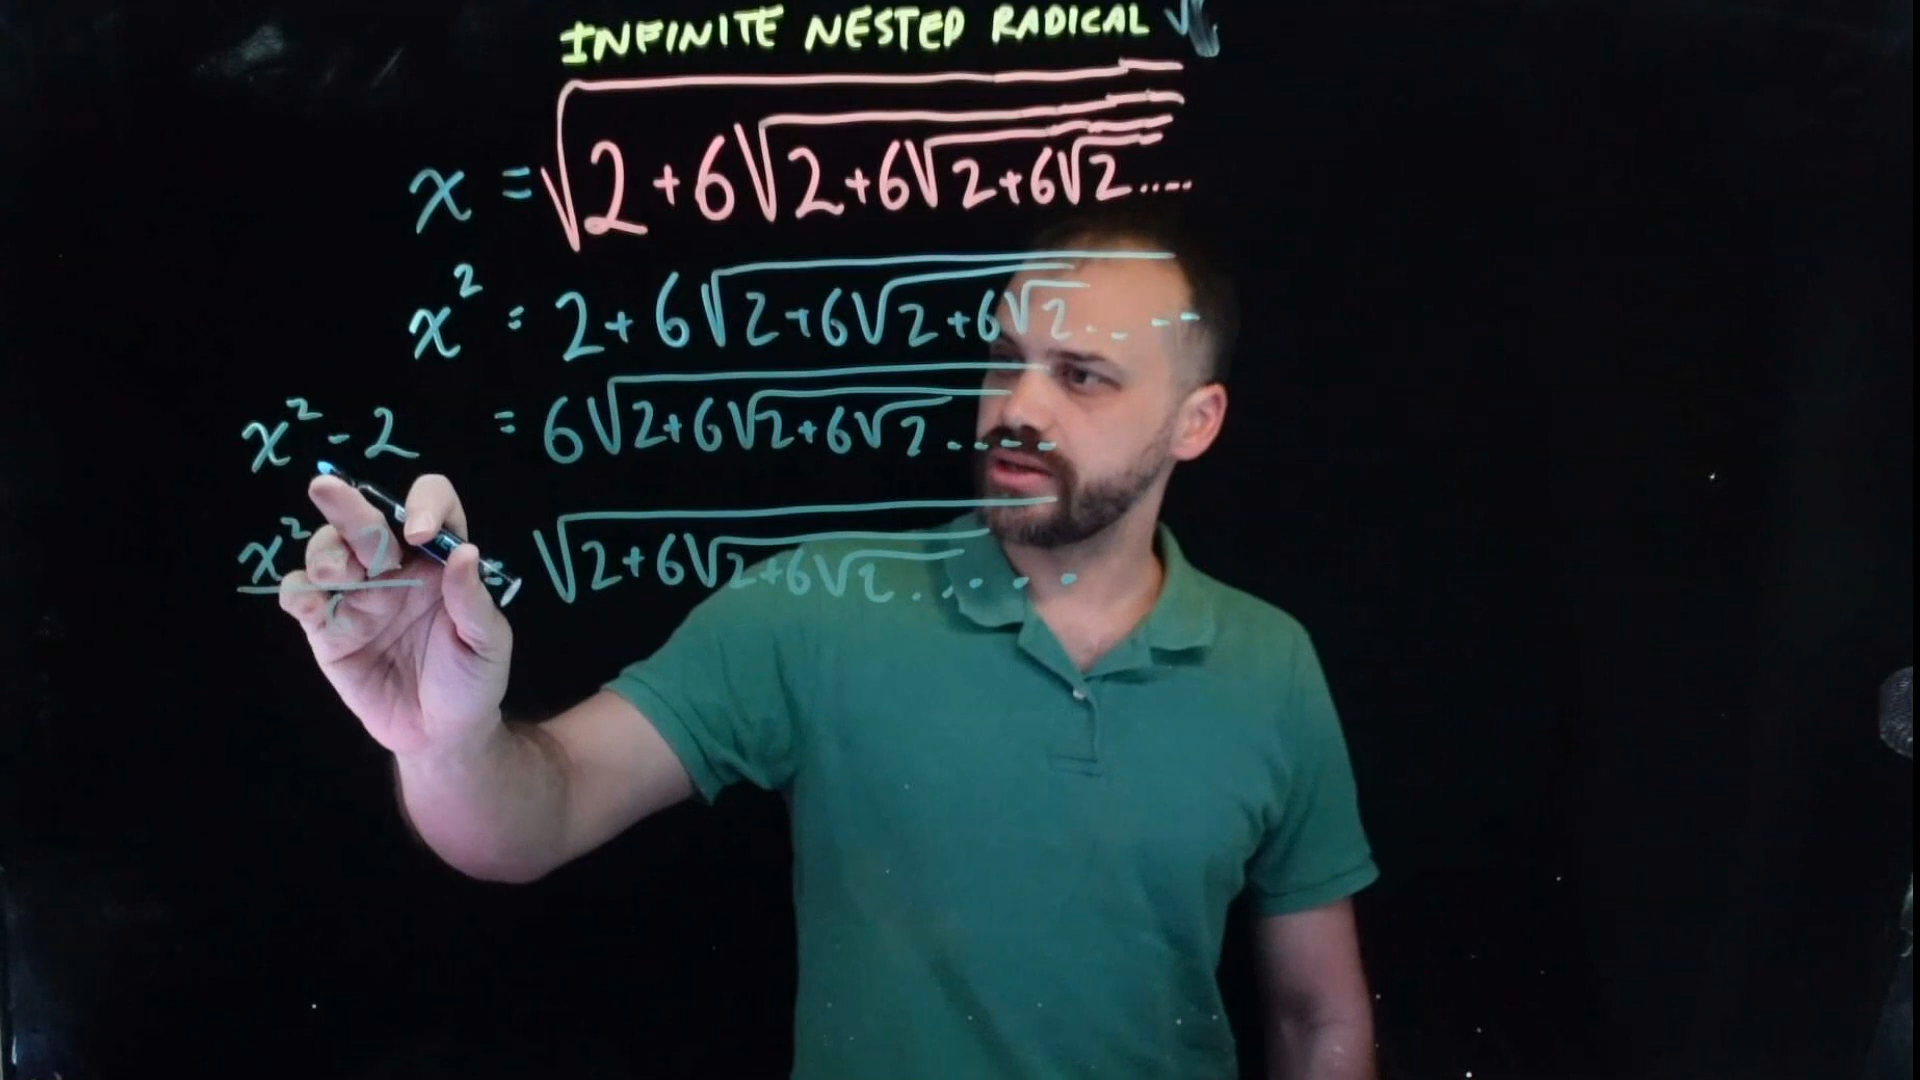 INFINITE NESTED RADICAL √
x = √2 + 6√2 + 6√2 + 6√2 ....
x² = 2 + 6√2 + 6√2 + 6√2 ....
x² - 2 = 6√2 + 6√2 + 6√2 ....
x² - 2 / 6 = √2 + 6√2 + 6√2 .....